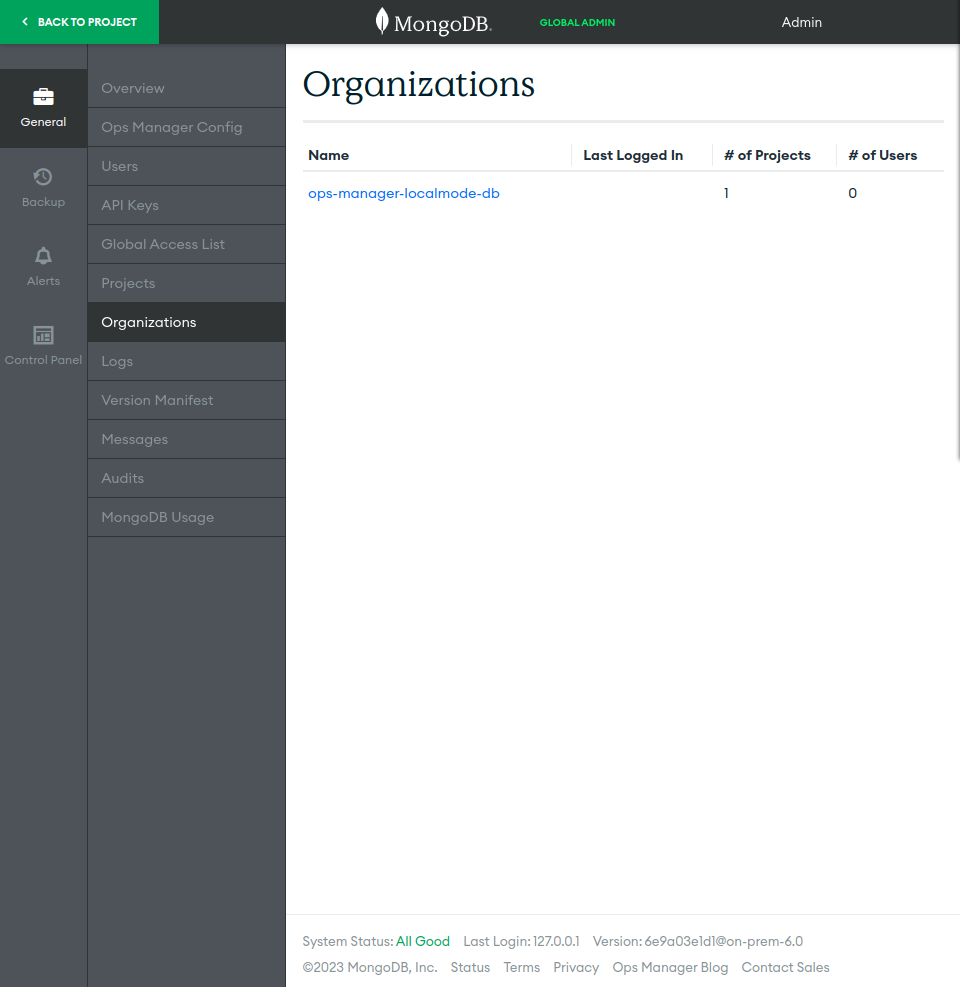 BACK TO PROJECT
MongoDB.
GLOBAL ADMIN
Admin
General
Backup
Alerts
Control Panel
Overview
Ops Manager Config
Users
API Keys
Global Access List
Projects
Organizations
Logs
Version Manifest
Messages
Audits
MongoDB Usage
Organizations
Name Last Logged In # of Projects # of Users
ops-manager-localmode-db 1 0
System Status: All Good Last Login: 127.0.0.1 Version: 6e9a03e1d1@on-prem-6.0
©2023 MongoDB, Inc. Status Terms Privacy Ops Manager Blog Contact Sales